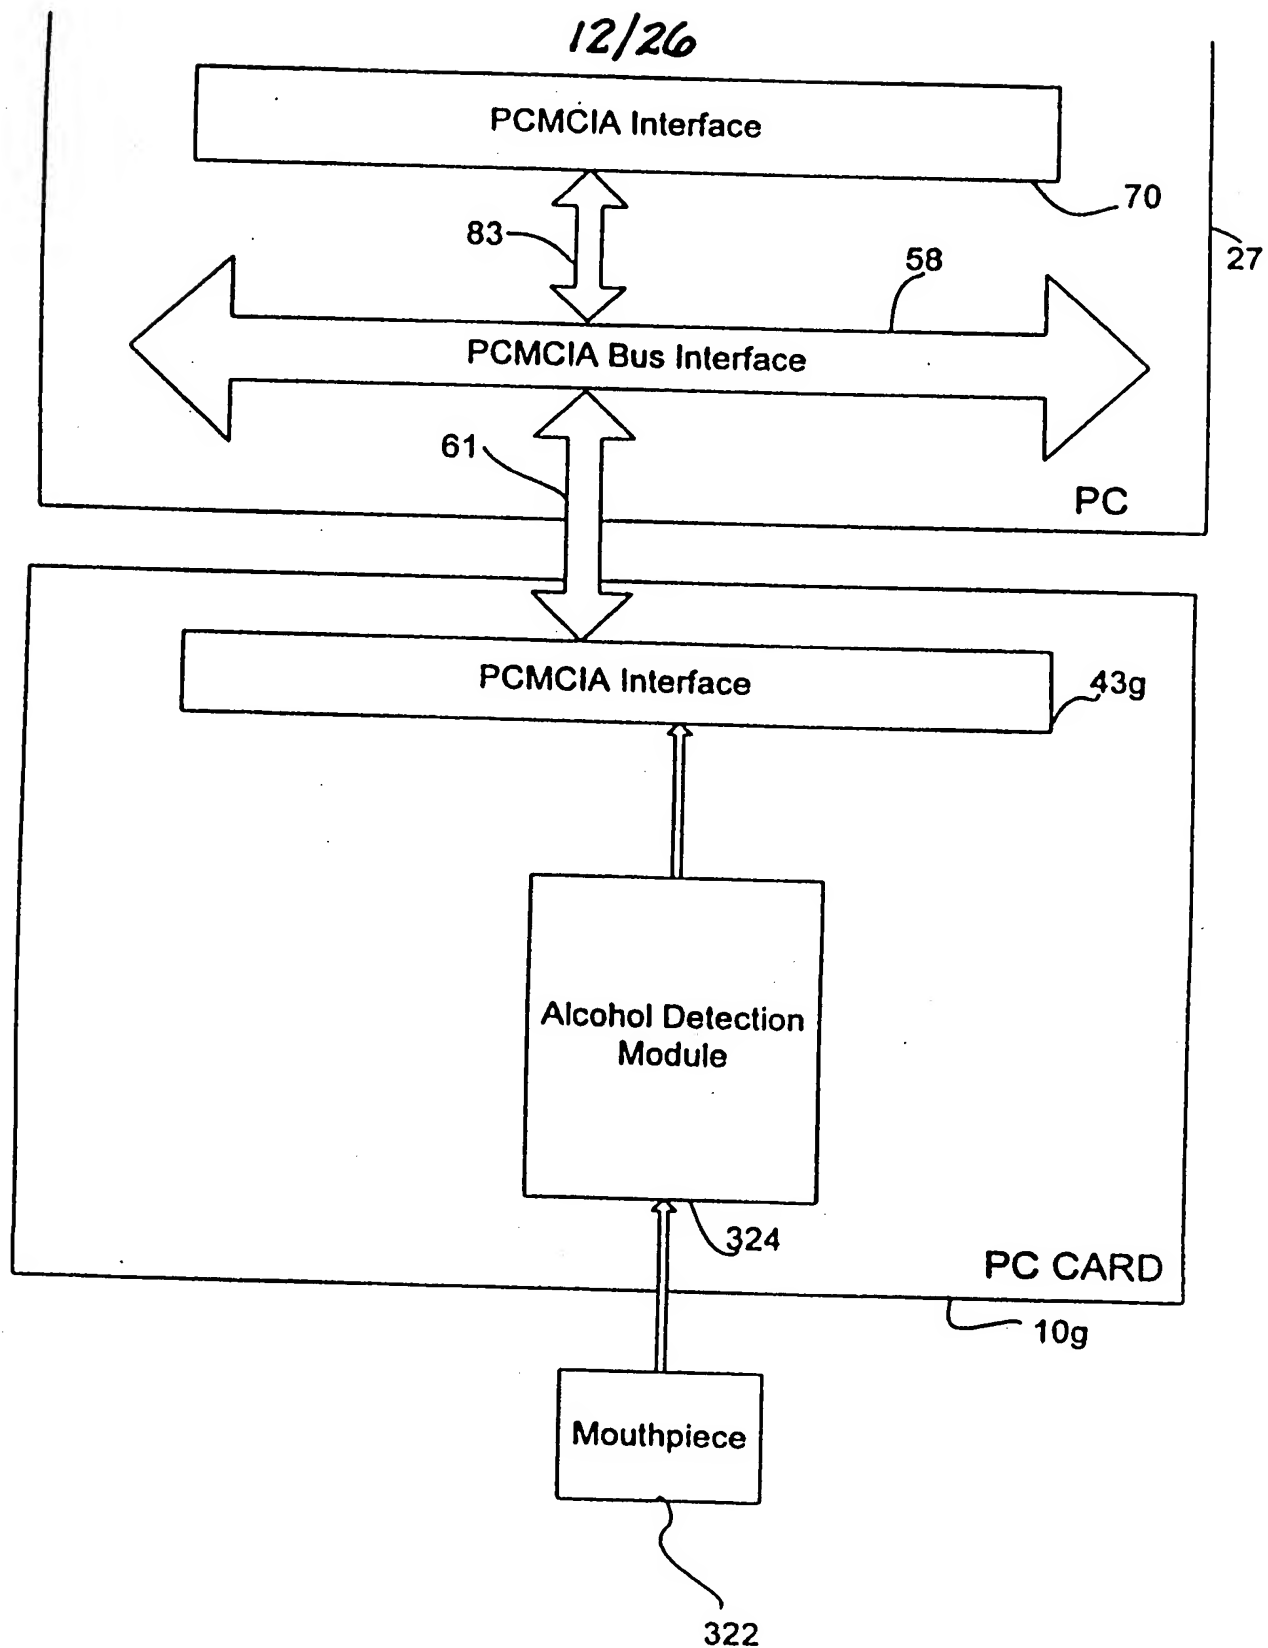 12/26
PCMCIA Interface
70
83
27
58
PCMCIA Bus Interface
61
PC
PCMCIA Interface
43g
Alcohol Detection
Module
324
PC CARD
10g
Mouthpiece
322